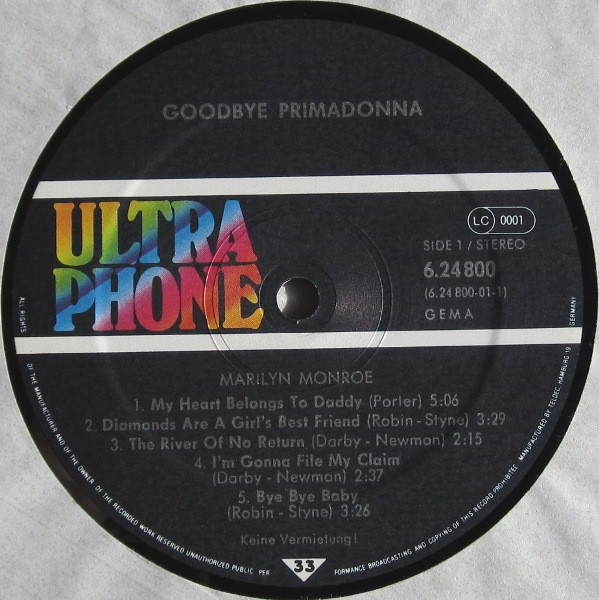 GOODBYE PRIMADONNA
ULTRA
PHONE
LC 0001
SIDE 1 / STEREO
6.24 800
(6.24 800-01-1)
GEMA
MARILYN MONROE
1. My Heart Belongs To Daddy (Porter) 5:06
2. Diamonds Are A Girl's Best Friend (Robin - Styne) 3:29
3. The River Of No Return (Darby - Newman) 2:15
4. I'm Gonna File My Claim
(Darby - Newman) 2:37
5. Bye Bye Baby
(Robin - Styne) 3:26
Keine Vermietung!
33
ALL RIGHTS OF THE MANUFACTURER AND OF THE OWNER OF THE RECORDED WORK RESERVED UNAUTHORIZED PUBLIC PER- FORMANCE BROADCASTING AND COPYING OF THIS RECORD PROHIBITED MANUFACTURED BY TELDEC HAMBURG 19 GERMANY